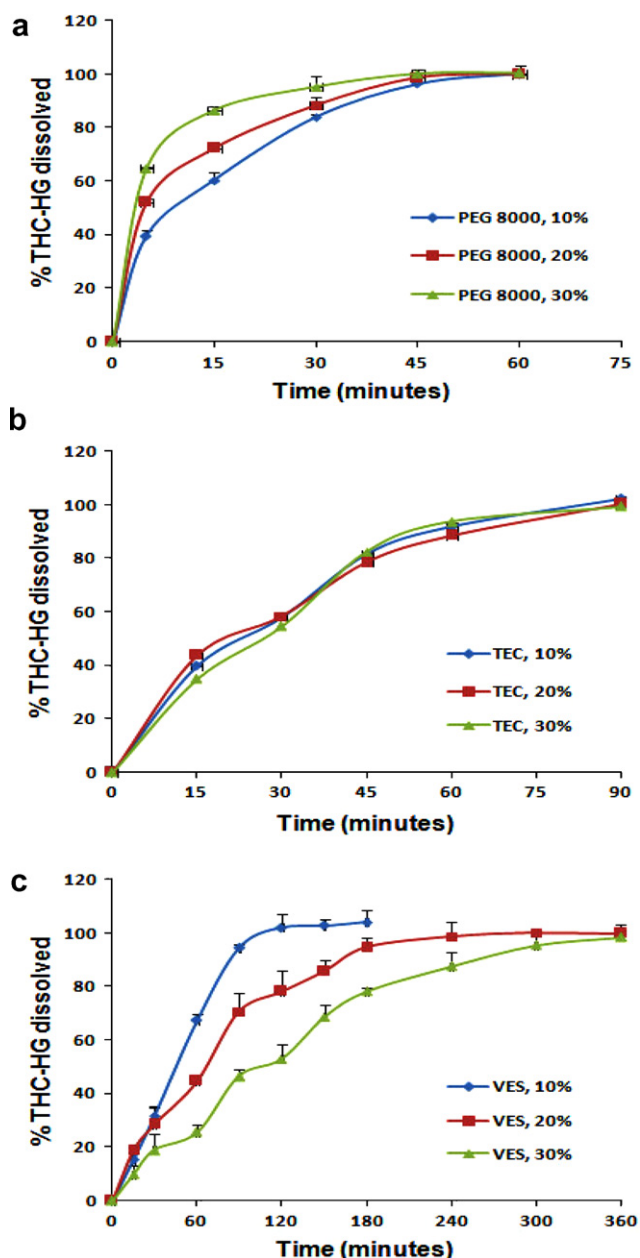 a
120
100
80
60
40
20
0
% THC-HG dissolved
PEG 8000, 10%
PEG 8000, 20%
PEG 8000, 30%
0 15 30 45 60 75
Time (minutes)
b
120
100
80
60
40
20
0
% THC-HG dissolved
TEC, 10%
TEC, 20%
TEC, 30%
0 15 30 45 60 75 90
Time (minutes)
c
120
100
80
60
40
20
0
% THC-HG dissolved
VES, 10%
VES, 20%
VES, 30%
0 60 120 180 240 300 360
Time (minutes)